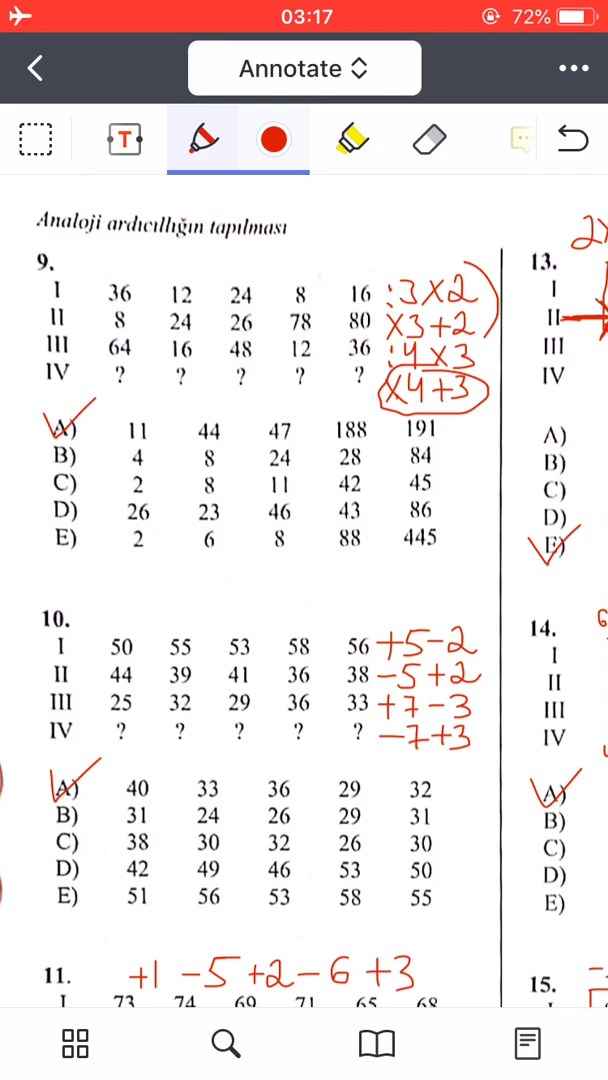 03:17
72%
Annotate
T
Analoji ardıcıllığın tapılması
9.
I 36 12 24 8 16 :3×2
II 8 24 26 78 80 ×3+2
III 64 16 48 12 36 :4×3
IV ? ? ? ? ? ×4+3
A) 11 44 47 188 191
B) 4 8 24 28 84
C) 2 8 11 42 45
D) 26 23 46 43 86
E) 2 6 8 88 445
10.
I 50 55 53 58 56 +5-2
II 44 39 41 36 38 -5+2
III 25 32 29 36 33 +7-3
IV ? ? ? ? ? -7+3
A) 40 33 36 29 32
B) 31 24 26 29 31
C) 38 30 32 26 30
D) 42 49 46 53 50
E) 51 56 53 58 55
11. +1 -5 +2 -6 +3
I 73 74 69 71 65 68
13.
I
II
III
IV
A)
B)
C)
D)
E)
14.
I
II
III
IV
A)
B)
C)
D)
E)
15.